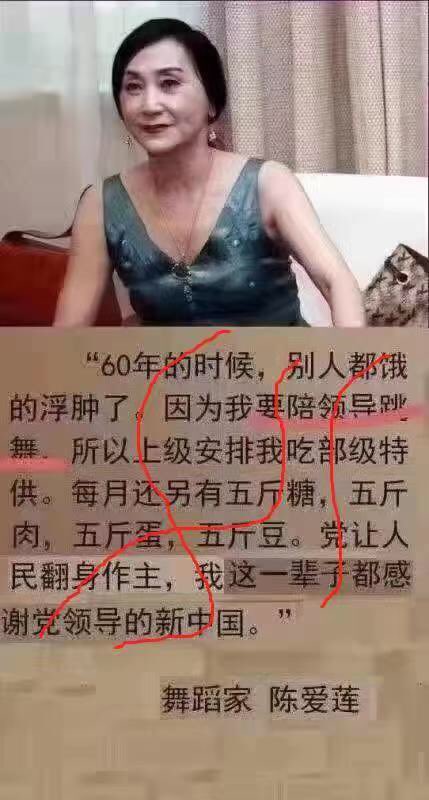 “60年的时候，别人都饿
的浮肿了。因为我要陪领导跳
舞。所以上级安排我吃部级特
供。每月还另有五斤糖，五斤
肉，五斤蛋，五斤豆。党让人
民翻身作主，我这一辈子都感
谢党领导的新中国。”
舞蹈家 陈爱莲